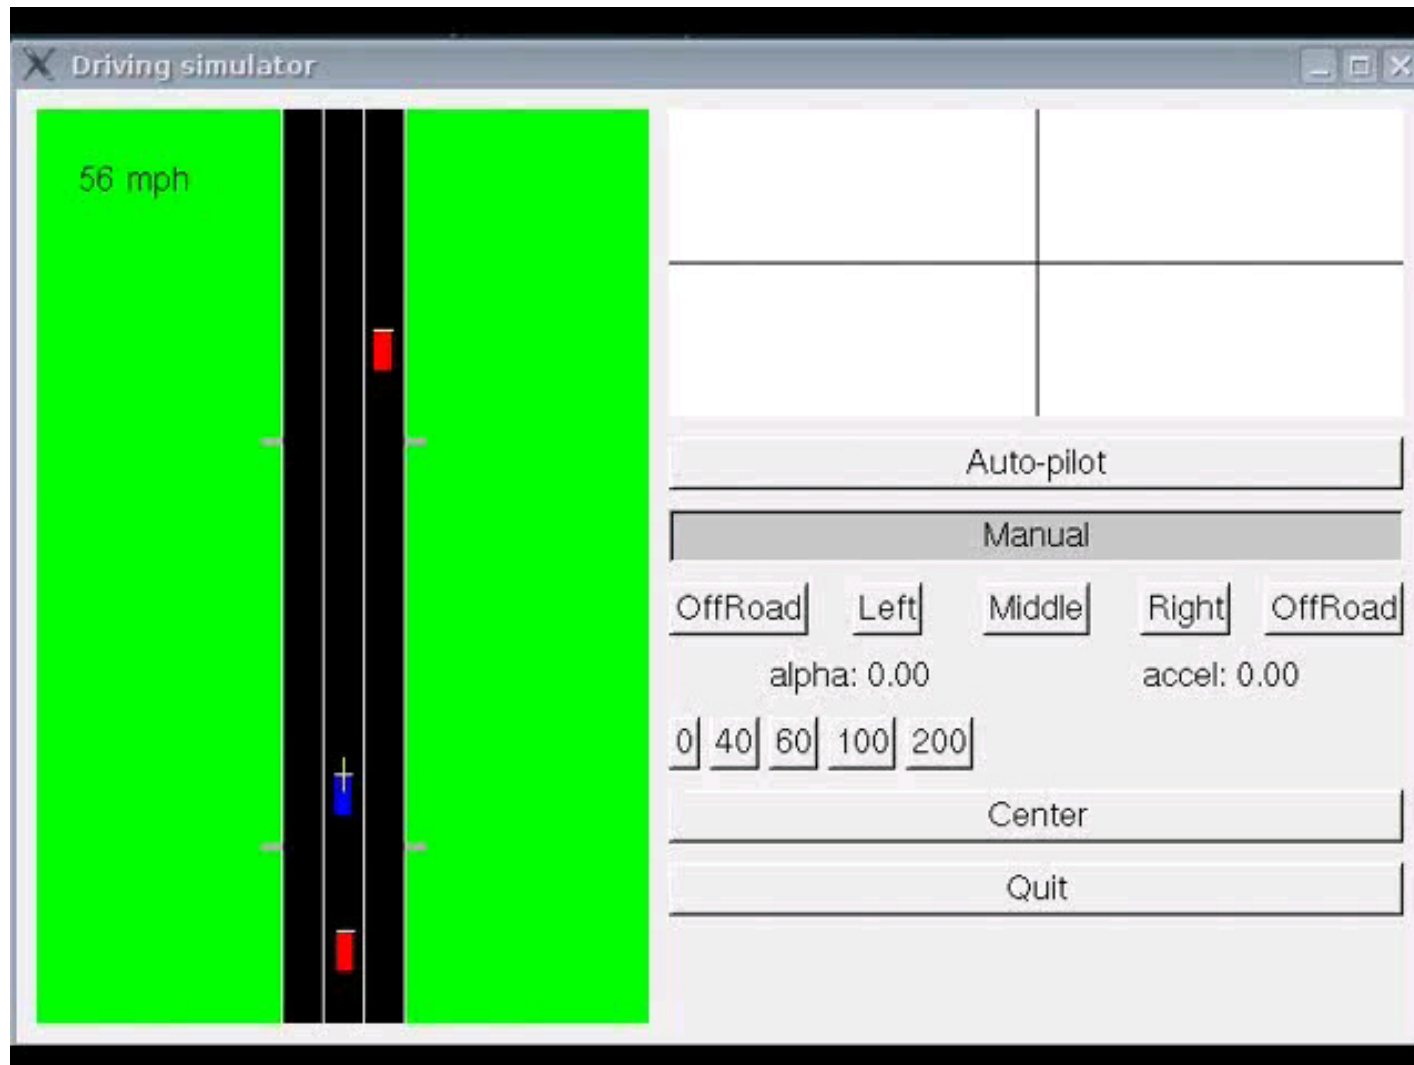 Driving simulator
56 mph
Auto-pilot
Manual
OffRoad Left Middle Right OffRoad
alpha: 0.00 accel: 0.00
0 40 60 100 200
Center
Quit